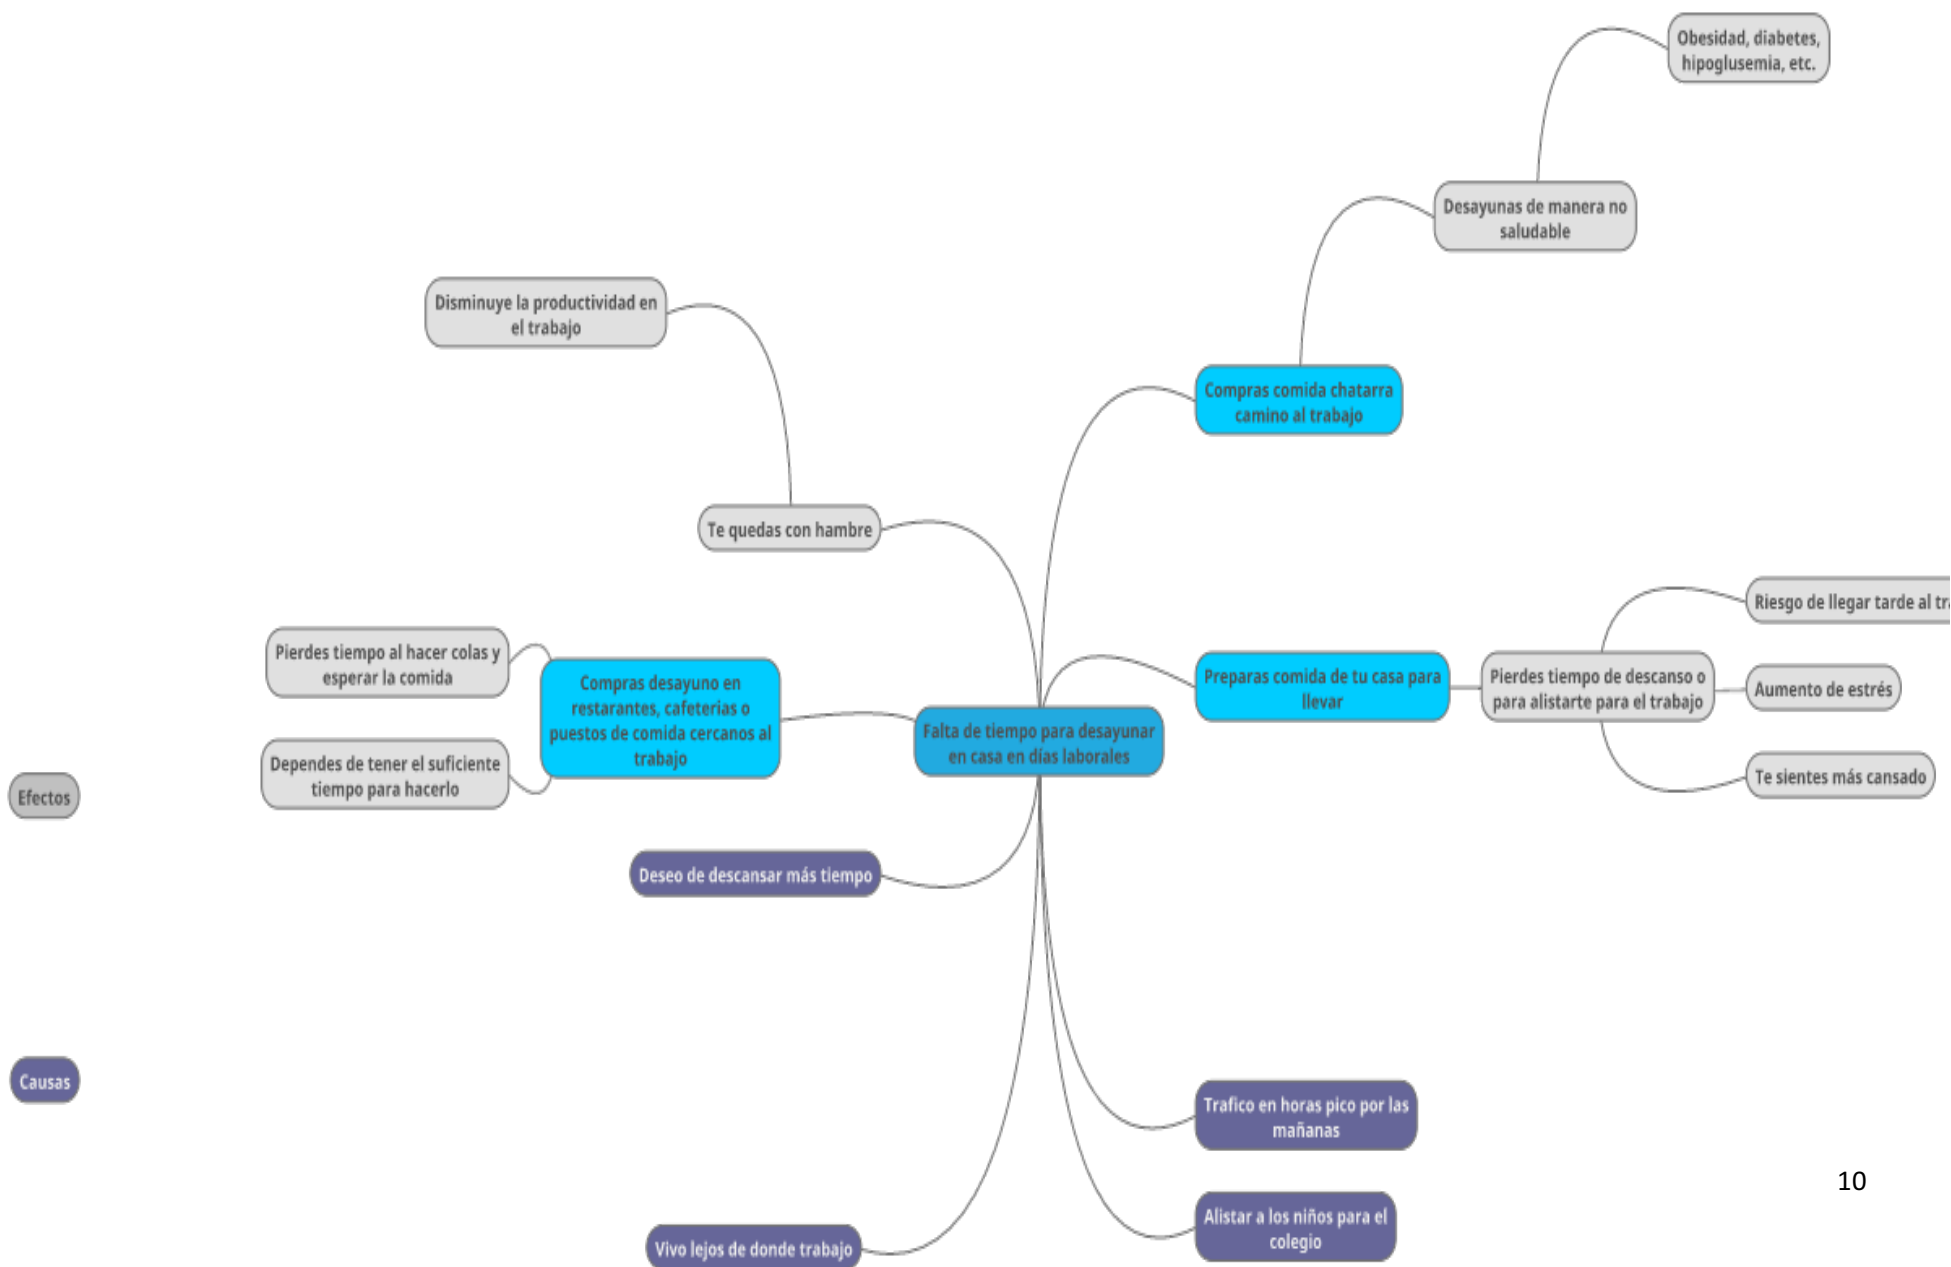 Obesidad, diabetes,
hipoglusemia, etc.
Desayunas de manera no
saludable
Disminuye la productividad en
el trabajo
Compras comida chatarra
camino al trabajo
Te quedas con hambre
Riesgo de llegar tarde al
Pierdes tiempo al hacer colas y
esperar la comida
Compras desayuno en
restarantes, cafeterias o
puestos de comida cercanos al
trabajo
Preparas comida de tu casa para
llevar
Pierdes tiempo de descanso o
para alistarte para el trabajo
Aumento de estrés
Falta de tiempo para desayunar
en casa en días laborales
Dependes de tener el suficiente
tiempo para hacerlo
Te sientes más cansado
Efectos
Deseo de descansar más tiempo
Causas
Trafico en horas pico por las
mañanas
10
Alistar a los niños para el
colegio
Vivo lejos de donde trabajo